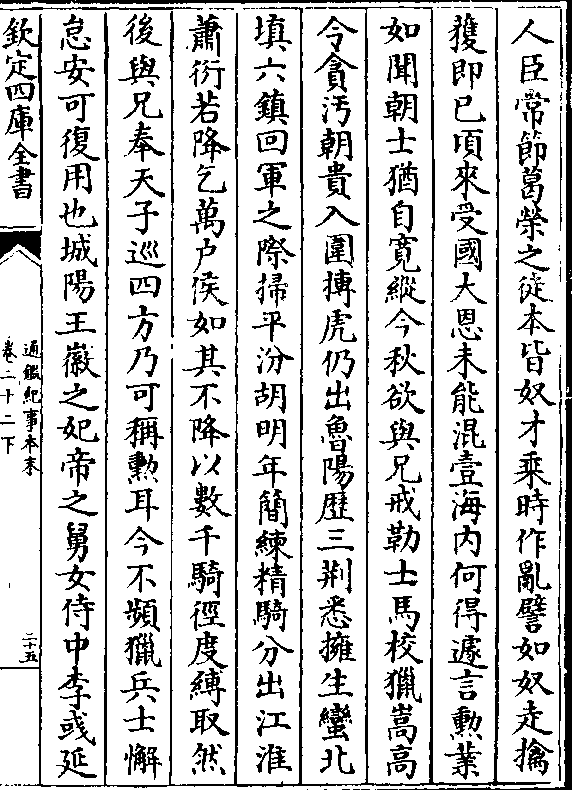 人臣常節葛榮之徒本皆奴才乘時作亂譬如奴走擒
獲即已頃來受國大恩未能混壹海内何得遽言勲業
如聞朝士猶自寛縱今秋欲與兄戒勒士馬校獵嵩高
令貪汚朝貴入圍搏虎仍出魯陽歴三荆悉擁生蠻北
填六鎮回軍之際掃平汾胡明年簡練精騎分出江淮
蕭衍若降乞萬户侯如其不降以數千騎徑度縛取然
後與兄奉天子巡四方乃可稱勲耳今不頻獵兵士懈
怠安可復用也城陽王徽之妃帝之舅女侍中李彧延
欽定四庫全書
通鑑紀事本末
卷二十二下
二十五